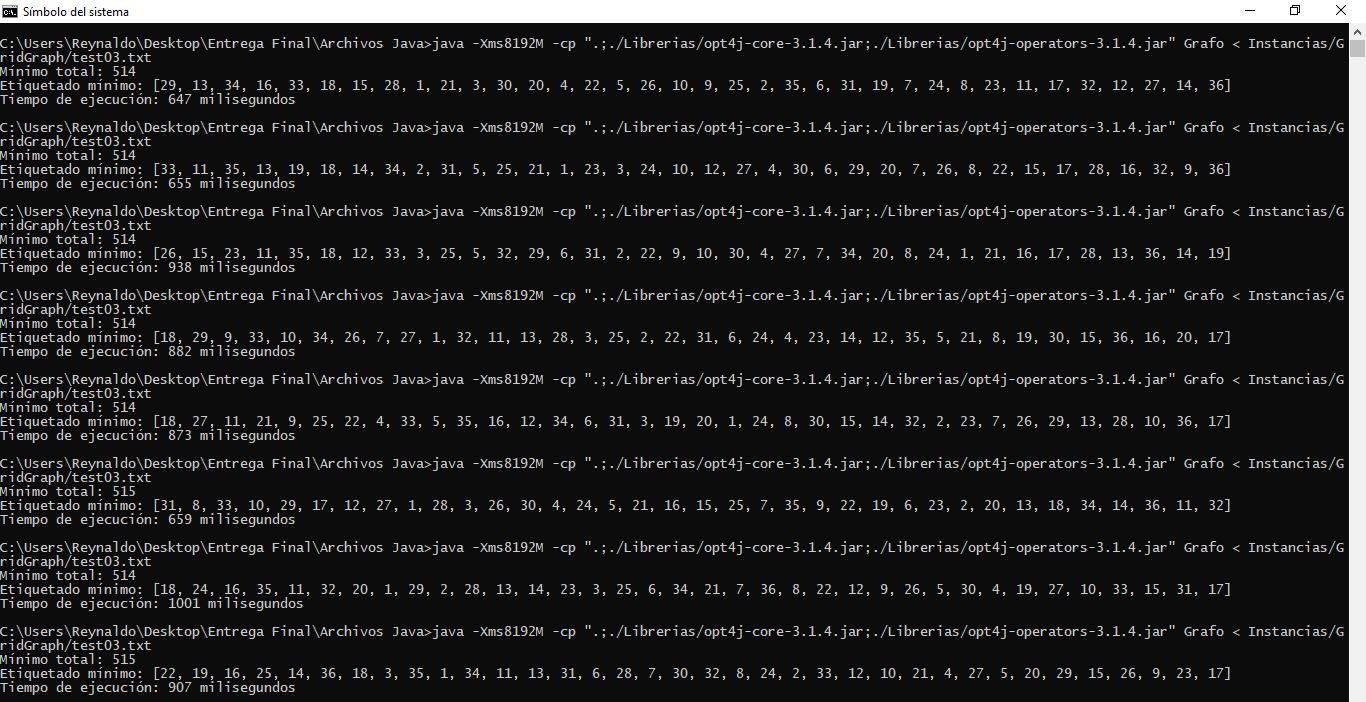 Símbolo del sistema
C:\Users\Reynaldo\Desktop\Entrega Final\Archivos Java>java -Xms8192M -cp ".;./Librerias/opt4j-core-3.1.4.jar;./Librerias/opt4j-operators-3.1.4.jar" Grafo < Instancias/G
ridGraph/test03.txt
Mínimo total: 514
Etiquetado mínimo: [29, 13, 34, 16, 33, 18, 15, 28, 1, 21, 3, 30, 20, 4, 22, 5, 26, 10, 9, 25, 2, 35, 6, 31, 19, 7, 24, 8, 23, 11, 17, 32, 12, 27, 14, 36]
Tiempo de ejecución: 647 milisegundos
C:\Users\Reynaldo\Desktop\Entrega Final\Archivos Java>java -Xms8192M -cp ".;./Librerias/opt4j-core-3.1.4.jar;./Librerias/opt4j-operators-3.1.4.jar" Grafo < Instancias/G
ridGraph/test03.txt
Mínimo total: 514
Etiquetado mínimo: [33, 11, 35, 13, 19, 18, 14, 34, 2, 31, 5, 25, 21, 1, 23, 3, 24, 10, 12, 27, 4, 30, 6, 29, 20, 7, 26, 8, 22, 15, 17, 28, 16, 32, 9, 36]
Tiempo de ejecución: 655 milisegundos
C:\Users\Reynaldo\Desktop\Entrega Final\Archivos Java>java -Xms8192M -cp ".;./Librerias/opt4j-core-3.1.4.jar;./Librerias/opt4j-operators-3.1.4.jar" Grafo < Instancias/G
ridGraph/test03.txt
Mínimo total: 514
Etiquetado mínimo: [26, 15, 23, 11, 35, 18, 12, 33, 3, 25, 5, 32, 29, 6, 31, 2, 22, 9, 10, 30, 4, 27, 7, 34, 20, 8, 24, 1, 21, 16, 17, 28, 13, 36, 14, 19]
Tiempo de ejecución: 938 milisegundos
C:\Users\Reynaldo\Desktop\Entrega Final\Archivos Java>java -Xms8192M -cp ".;./Librerias/opt4j-core-3.1.4.jar;./Librerias/opt4j-operators-3.1.4.jar" Grafo < Instancias/G
ridGraph/test03.txt
Mínimo total: 514
Etiquetado mínimo: [18, 29, 9, 33, 10, 34, 26, 7, 27, 1, 32, 11, 13, 28, 3, 25, 2, 22, 31, 6, 24, 4, 23, 14, 12, 35, 5, 21, 8, 19, 30, 15, 36, 16, 20, 17]
Tiempo de ejecución: 882 milisegundos
C:\Users\Reynaldo\Desktop\Entrega Final\Archivos Java>java -Xms8192M -cp ".;./Librerias/opt4j-core-3.1.4.jar;./Librerias/opt4j-operators-3.1.4.jar" Grafo < Instancias/G
ridGraph/test03.txt
Mínimo total: 514
Etiquetado mínimo: [18, 27, 11, 21, 9, 25, 22, 4, 33, 5, 35, 16, 12, 34, 6, 31, 3, 19, 20, 1, 24, 8, 30, 15, 14, 32, 2, 23, 7, 26, 29, 13, 28, 10, 36, 17]
Tiempo de ejecución: 873 milisegundos
C:\Users\Reynaldo\Desktop\Entrega Final\Archivos Java>java -Xms8192M -cp ".;./Librerias/opt4j-core-3.1.4.jar;./Librerias/opt4j-operators-3.1.4.jar" Grafo < Instancias/G
ridGraph/test03.txt
Mínimo total: 515
Etiquetado mínimo: [31, 8, 33, 10, 29, 17, 12, 27, 1, 28, 3, 26, 30, 4, 24, 5, 21, 16, 15, 25, 7, 35, 9, 22, 19, 6, 23, 2, 20, 13, 18, 34, 14, 36, 11, 32]
Tiempo de ejecución: 659 milisegundos
C:\Users\Reynaldo\Desktop\Entrega Final\Archivos Java>java -Xms8192M -cp ".;./Librerias/opt4j-core-3.1.4.jar;./Librerias/opt4j-operators-3.1.4.jar" Grafo < Instancias/G
ridGraph/test03.txt
Mínimo total: 514
Etiquetado mínimo: [18, 24, 16, 35, 11, 32, 20, 1, 29, 2, 28, 13, 14, 23, 3, 25, 6, 34, 21, 7, 36, 8, 22, 12, 9, 26, 5, 30, 4, 19, 27, 10, 33, 15, 31, 17]
Tiempo de ejecución: 1001 milisegundos
C:\Users\Reynaldo\Desktop\Entrega Final\Archivos Java>java -Xms8192M -cp ".;./Librerias/opt4j-core-3.1.4.jar;./Librerias/opt4j-operators-3.1.4.jar" Grafo < Instancias/G
ridGraph/test03.txt
Mínimo total: 515
Etiquetado mínimo: [22, 19, 16, 25, 14, 36, 18, 3, 35, 1, 34, 11, 13, 31, 6, 28, 7, 30, 32, 8, 24, 2, 33, 12, 10, 21, 4, 27, 5, 20, 29, 15, 26, 9, 23, 17]
Tiempo de ejecución: 907 milisegundos